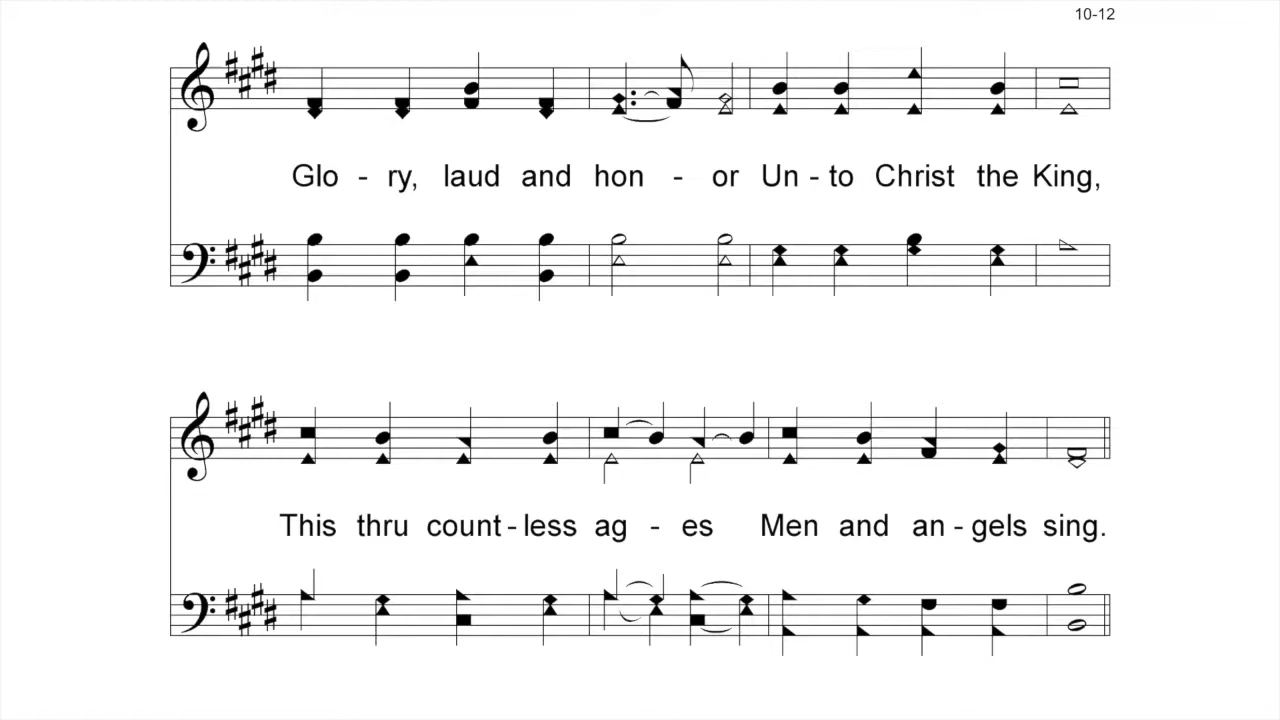 10-12
Glo - ry, laud and hon - or Un - to Christ the King,
This thru count - less ag - es Men and an - gels sing.